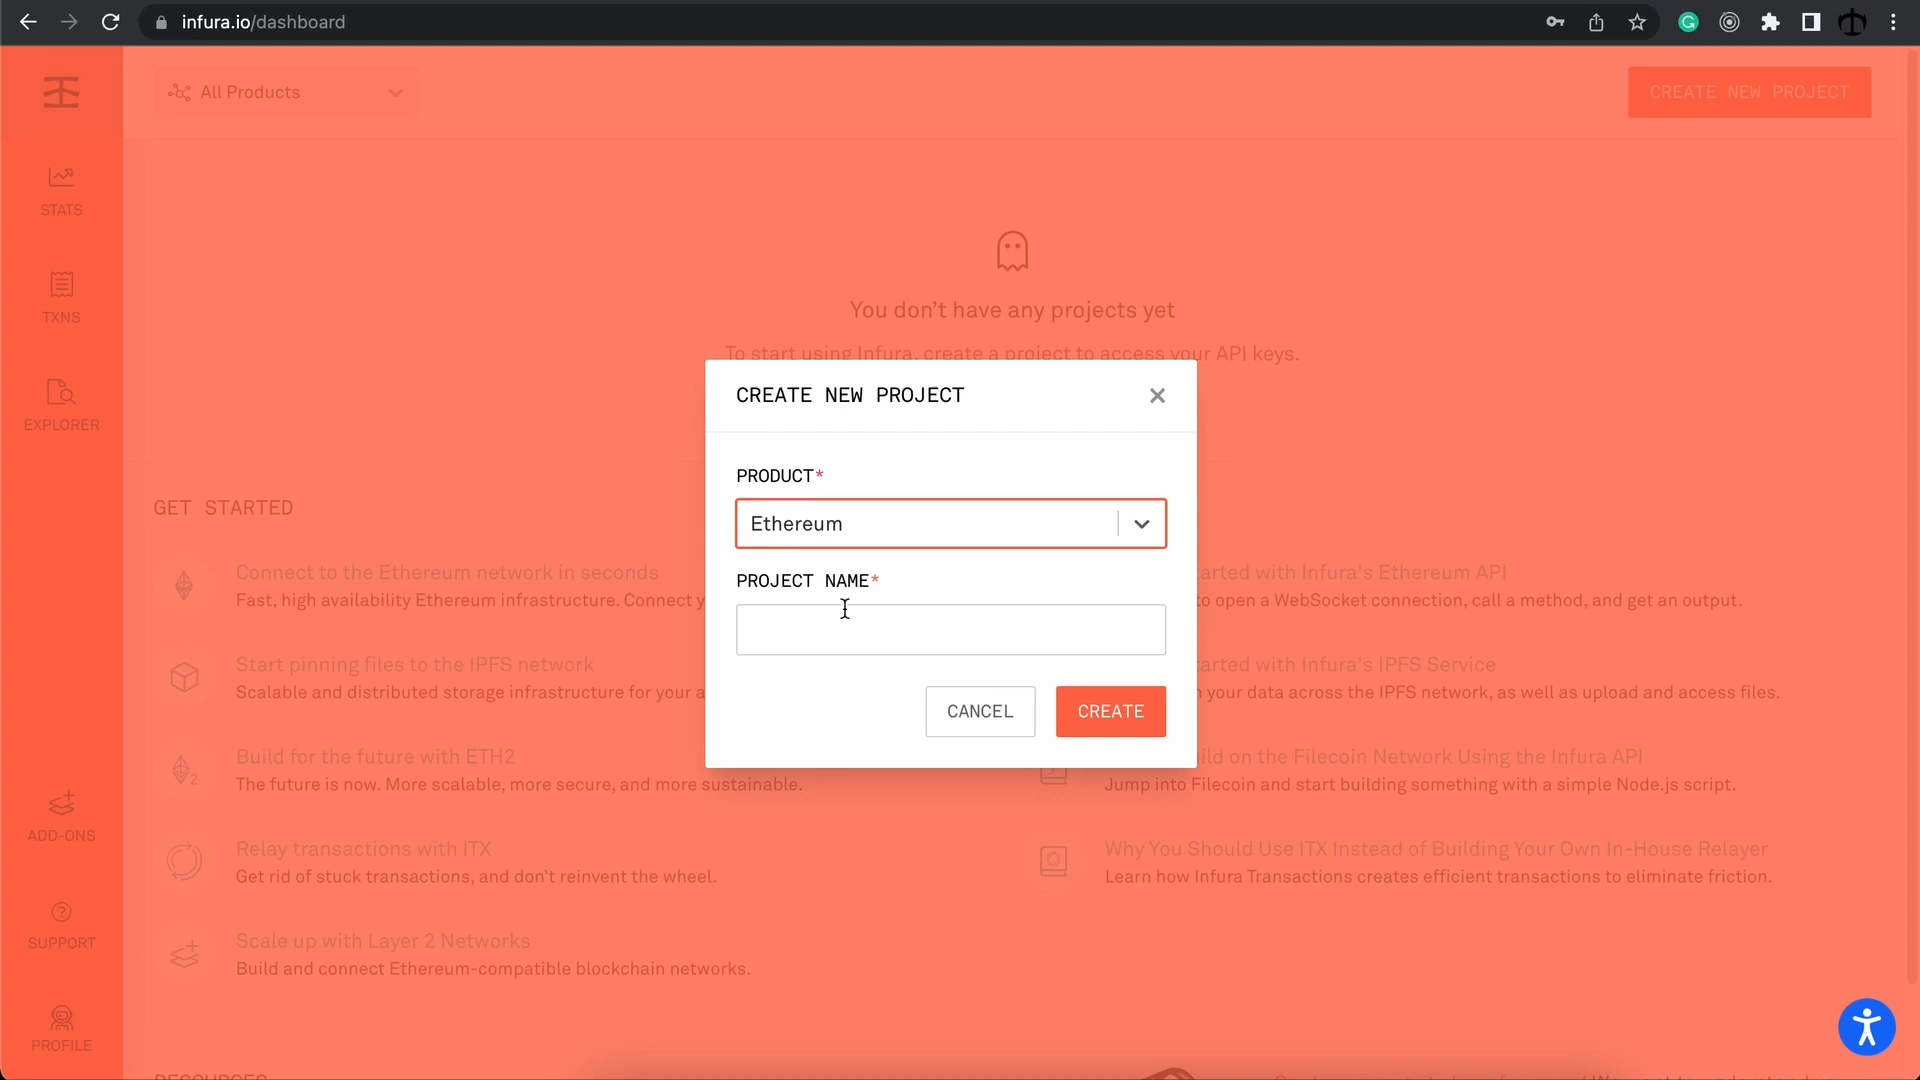 infura.io/dashboard
All Products
CREATE NEW PROJECT
STATS
TXNS
EXPLORER
ADD-ONS
SUPPORT
PROFILE
You don't have any projects yet
To start using Infura, create a project to access your API keys.
CREATE NEW PROJECT
PRODUCT*
Ethereum
PROJECT NAME*
CANCEL
CREATE
GET STARTED
Connect to the Ethereum network in seconds
Fast, high availability Ethereum infrastructure. Connect y
Start pinning files to the IPFS network
Scalable and distributed storage infrastructure for your a
Build for the future with ETH2
The future is now. More scalable, more secure, and more sustainable.
Relay transactions with ITX
Get rid of stuck transactions, and don't reinvent the wheel.
Scale up with Layer 2 Networks
Build and connect Ethereum-compatible blockchain networks.
tarted with Infura's Ethereum API
to open a WebSocket connection, call a method, and get an output.
tarted with Infura's IPFS Service
your data across the IPFS network, as well as upload and access files.
ild on the Filecoin Network Using the Infura API
Jump into Filecoin and start building something with a simple Node.js script.
Why You Should Use ITX Instead of Building Your Own In-House Relayer
Learn how Infura Transactions creates efficient transactions to eliminate friction.
RESOURCES